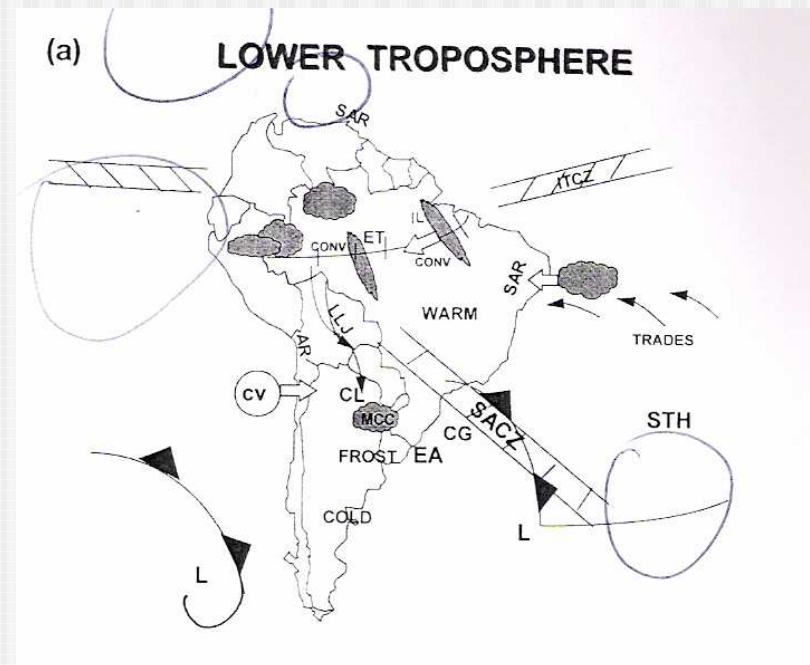 (a)
LOWER TROPOSPHERE
SAR
ITCZ
IL
ET
CONV
CONV
SAR
WARM
TRADES
LLJ
AR
CV
CL
MCC
SACZ
STH
CG
FROST EA
COLD
L
L